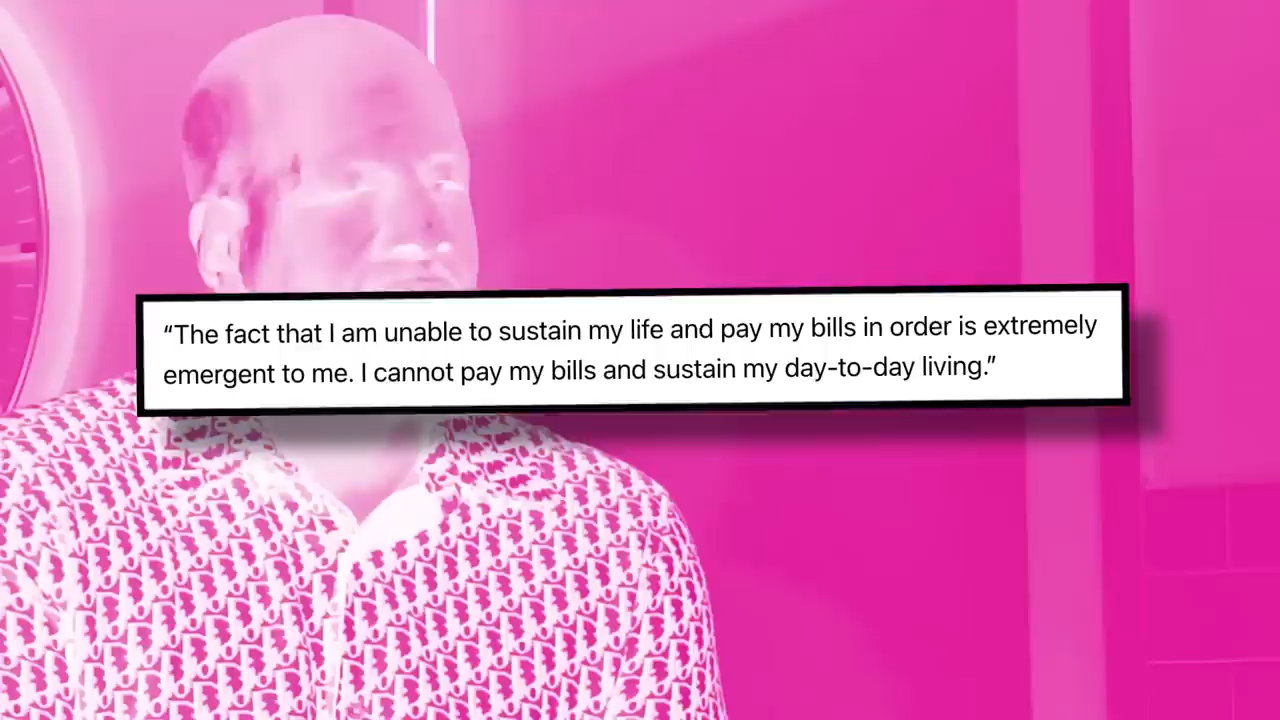 “The fact that I am unable to sustain my life and pay my bills in order is extremely
emergent to me. I cannot pay my bills and sustain my day-to-day living.”